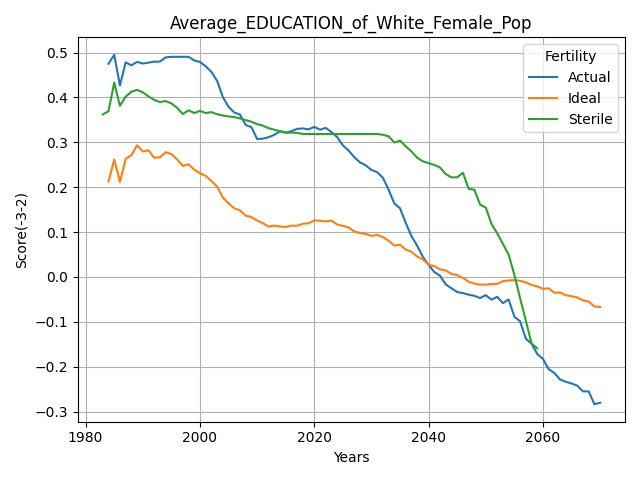 Average_EDUCATION_of_White_Female_Pop
Fertility
Actual
Ideal
Sterile
Score(-3-2)
0.5
0.4
0.3
0.2
0.1
0.0
−0.1
−0.2
−0.3
1980 2000 2020 2040 2060
Years